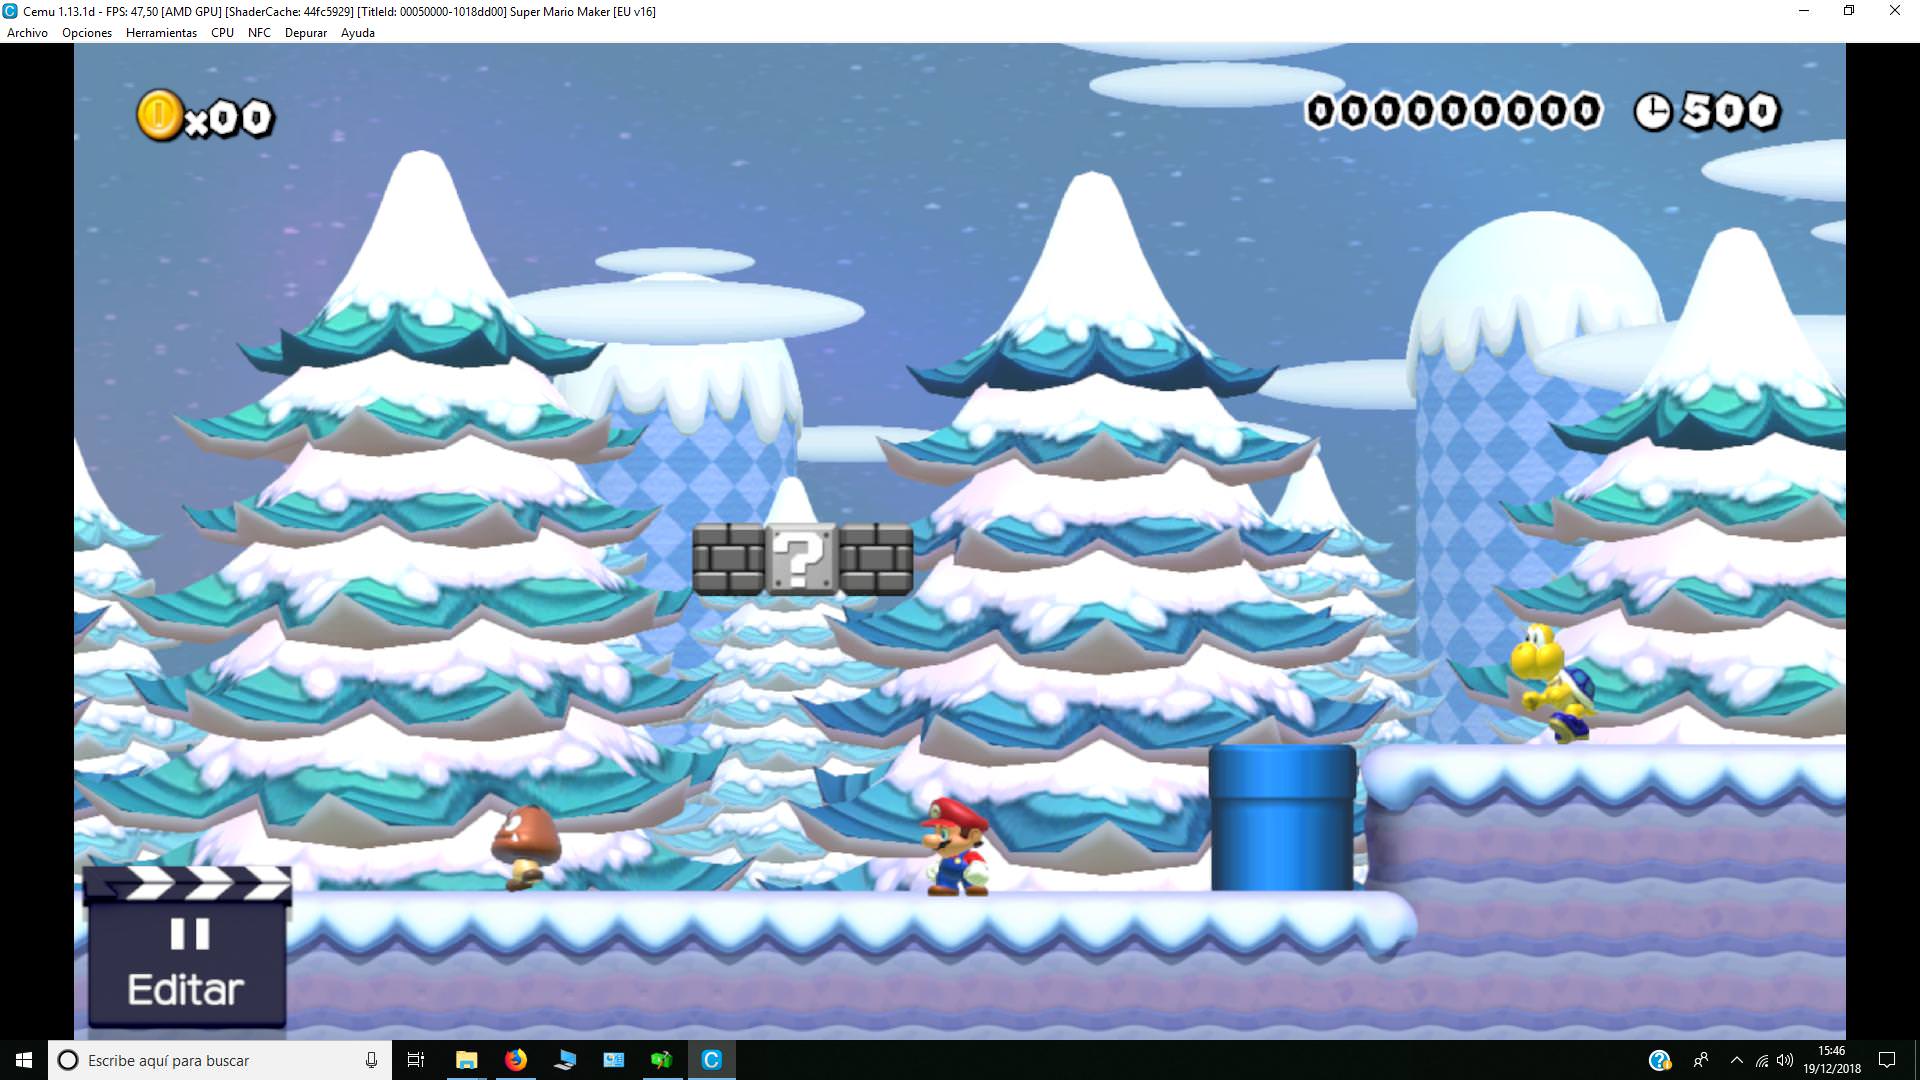 Cemu 1.13.1d - FPS: 47,50 [AMD GPU] [ShaderCache: 44fc5929] [TitleId: 00050000-1018dd00] Super Mario Maker [EU v16]
Archivo Opciones Herramientas CPU NFC Depurar Ayuda
x00 000000000 500
?
Editar
Escribe aquí para buscar
15:46
19/12/2018